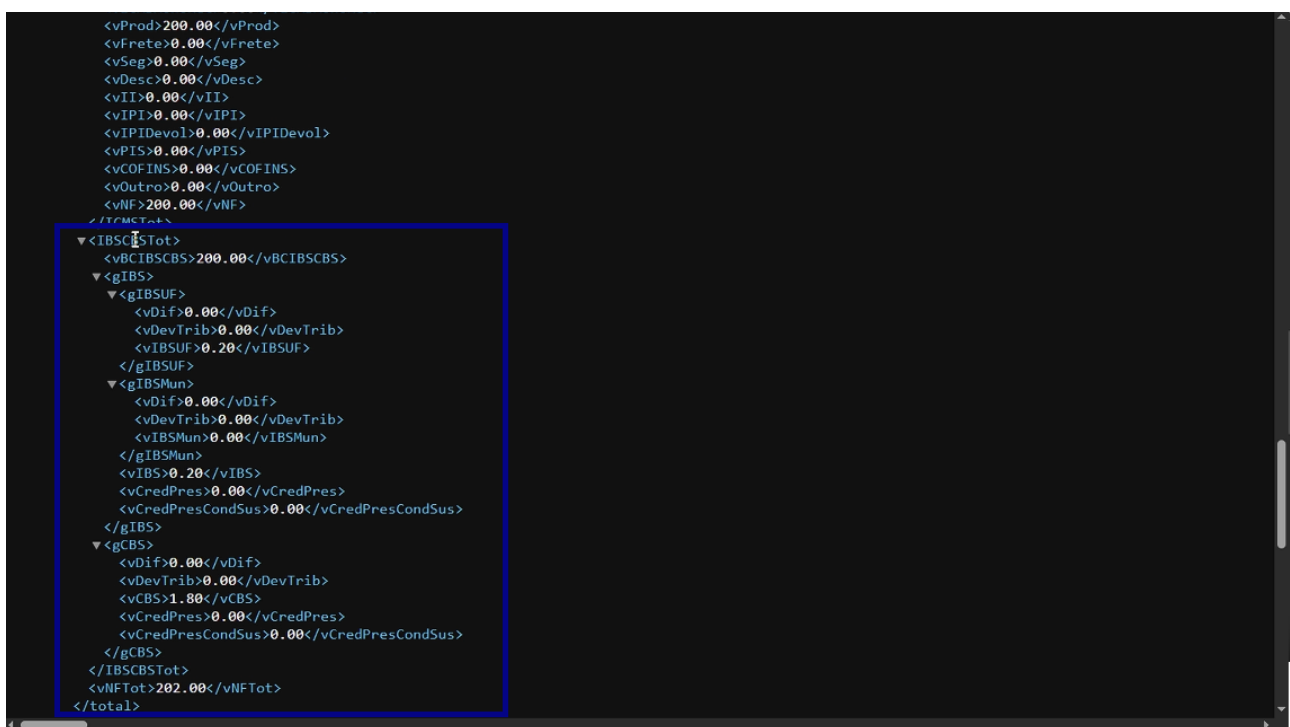 <vProd>200.00</vProd>
<vFrete>0.00</vFrete>
<vSeg>0.00</vSeg>
<vDesc>0.00</vDesc>
<vII>0.00</vII>
<vIPI>0.00</vIPI>
<vIPIDevol>0.00</vIPIDevol>
<vPIS>0.00</vPIS>
<vCOFINS>0.00</vCOFINS>
<vOutro>0.00</vOutro>
<vNF>200.00</vNF>
</ICMSTot>
▼<IBSCBSTot>
<vBCIBSCBS>200.00</vBCIBSCBS>
▼<gIBS>
▼<gIBSUF>
<vDif>0.00</vDif>
<vDevTrib>0.00</vDevTrib>
<vIBSUF>0.20</vIBSUF>
</gIBSUF>
▼<gIBSMun>
<vDif>0.00</vDif>
<vDevTrib>0.00</vDevTrib>
<vIBSMun>0.00</vIBSMun>
</gIBSMun>
<vIBS>0.20</vIBS>
<vCredPres>0.00</vCredPres>
<vCredPresCondSus>0.00</vCredPresCondSus>
</gIBS>
▼<gCBS>
<vDif>0.00</vDif>
<vDevTrib>0.00</vDevTrib>
<vCBS>1.80</vCBS>
<vCredPres>0.00</vCredPres>
<vCredPresCondSus>0.00</vCredPresCondSus>
</gCBS>
</IBSCBSTot>
<vNFTot>202.00</vNFTot>
</total>